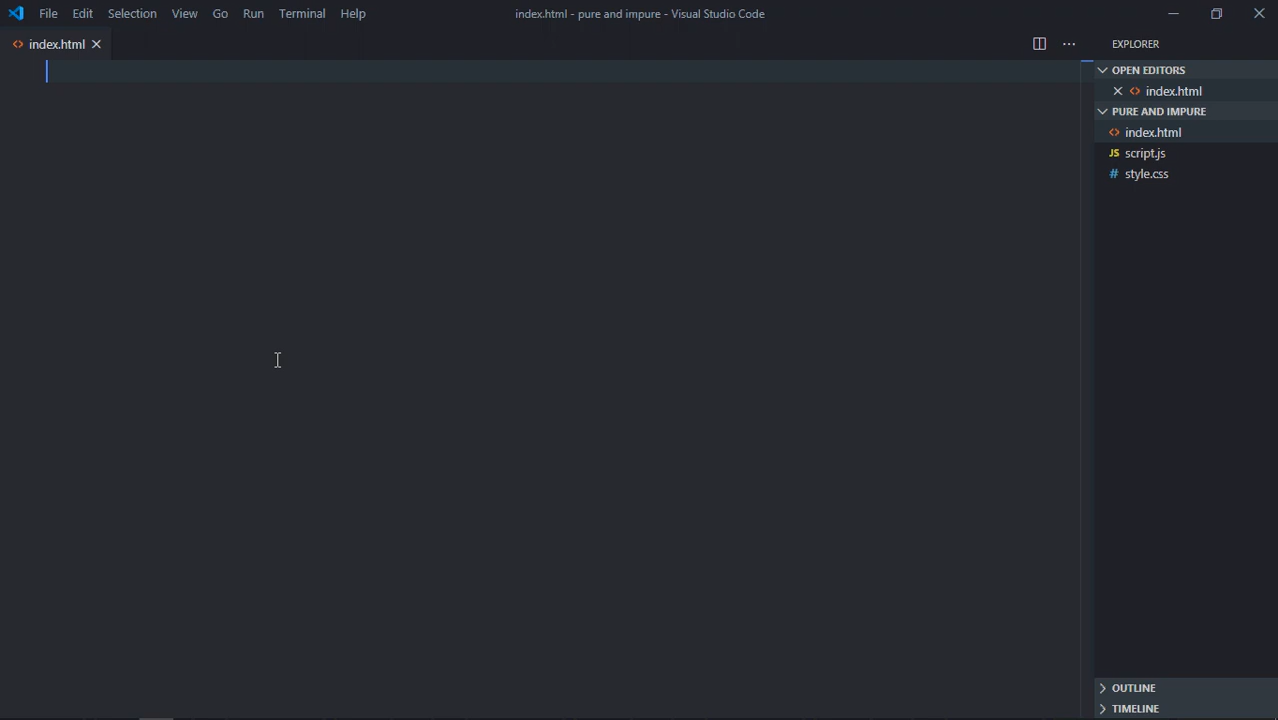 File Edit Selection View Go Run Terminal Help index.html - pure and impure - Visual Studio Code
index.html
EXPLORER
OPEN EDITORS
index.html
PURE AND IMPURE
index.html
JS script.js
# style.css
OUTLINE
TIMELINE